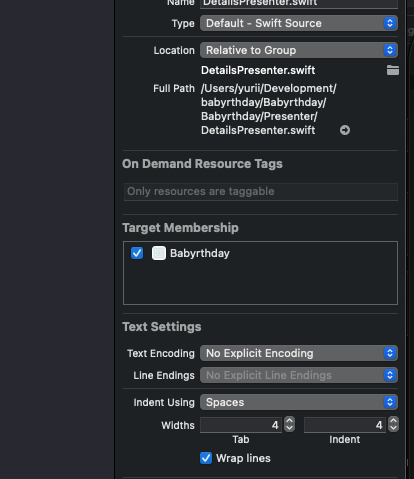 Name DetailsPresenter.swift
Type Default - Swift Source
Location Relative to Group
DetailsPresenter.swift
Full Path /Users/yurii/Development/
babyrthday/Babyrthday/
Babyrthday/Presenter/
DetailsPresenter.swift
On Demand Resource Tags
Only resources are taggable
Target Membership
Babyrthday
Text Settings
Text Encoding No Explicit Encoding
Line Endings No Explicit Line Endings
Indent Using Spaces
Widths 4 4
Tab Indent
Wrap lines